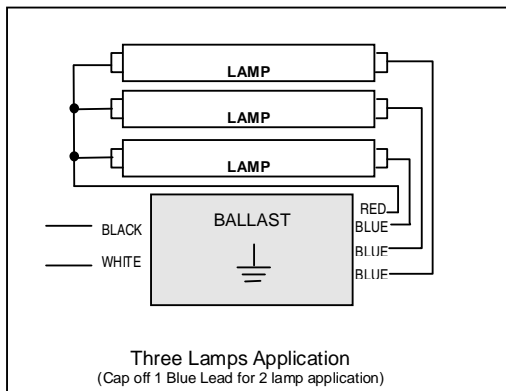 LAMP
LAMP
LAMP
RED
BALLAST
BLUE
BLACK
BLUE
WHITE
BLUE
Three Lamps Application
(Cap off 1 Blue Lead for 2 lamp application)